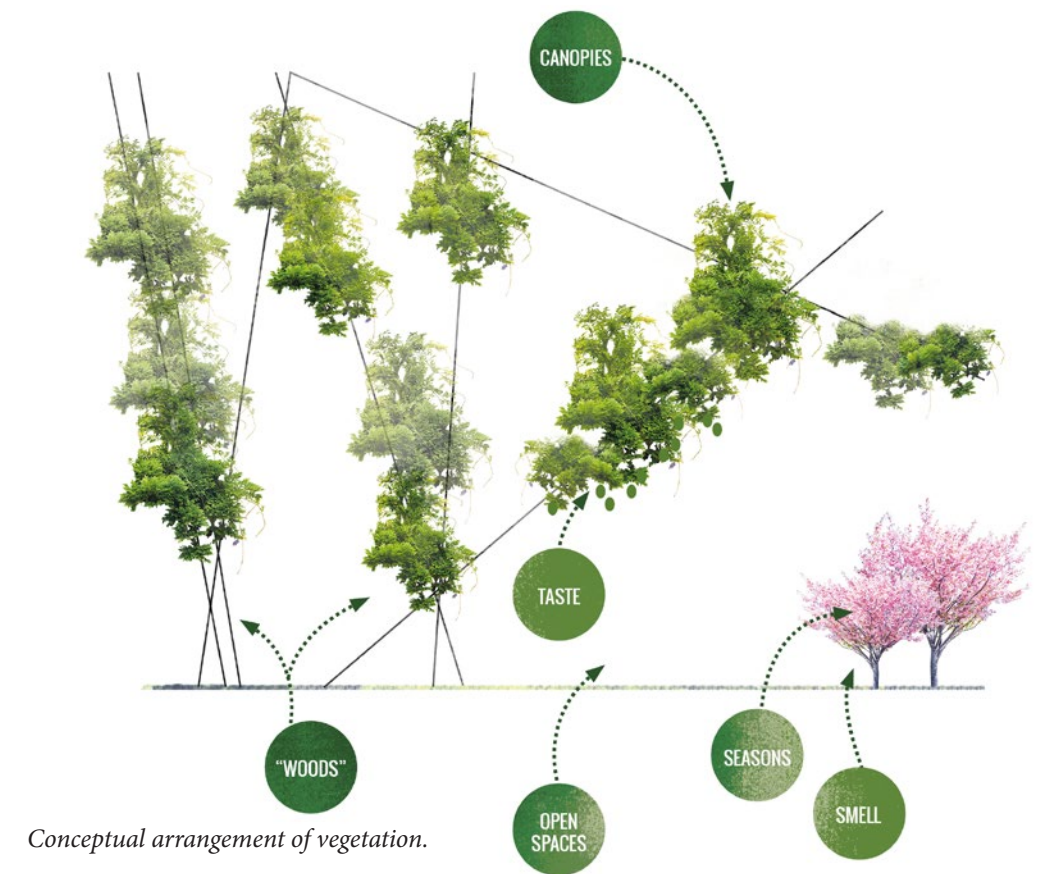 CANOPIES
TASTE
"WOODS"
SEASONS
OPEN
SPACES
SMELL
Conceptual arrangement of vegetation.